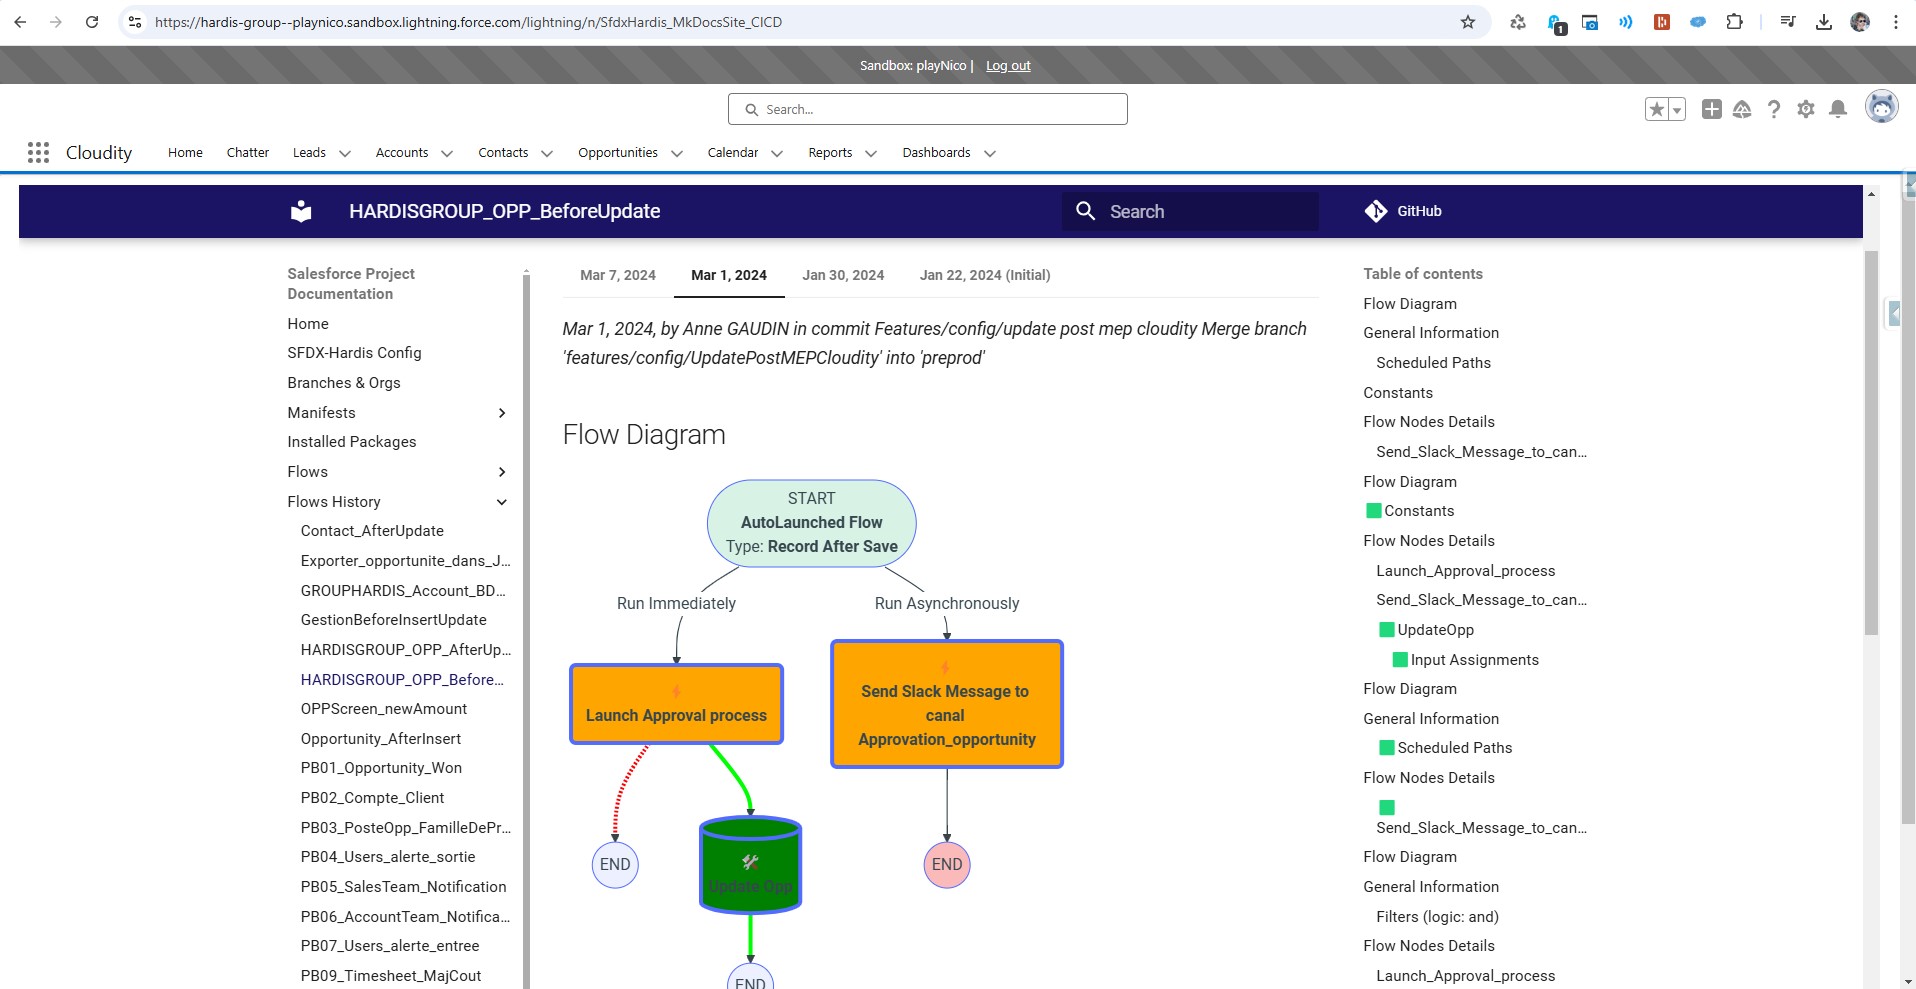 https://hardis-group--playnico.sandbox.lightning.force.com/lightning/n/SfdxHardis_MkDocsSite_CICD
1
Sandbox: playNico | Log out
Search...
Cloudity
Home
Chatter
Leads
Accounts
Contacts
Opportunities
Calendar
Reports
Dashboards
HARDISGROUP_OPP_BeforeUpdate
Search
GitHub
Salesforce Project
Documentation
Home
SFDX-Hardis Config
Branches & Orgs
Manifests
Installed Packages
Flows
Flows History
Contact_AfterUpdate
Exporter_opportunite_dans_J...
GROUPHARDIS_Account_BD...
GestionBeforeInsertUpdate
HARDISGROUP_OPP_AfterUp...
HARDISGROUP_OPP_Before...
OPPScreen_newAmount
Opportunity_AfterInsert
PB01_Opportunity_Won
PB02_Compte_Client
PB03_PosteOpp_FamilleDePr...
PB04_Users_alerte_sortie
PB05_SalesTeam_Notification
PB06_AccountTeam_Notifica...
PB07_Users_alerte_entree
PB09_Timesheet_MajCout
Mar 7, 2024
Mar 1, 2024
Jan 30, 2024
Jan 22, 2024 (Initial)
Mar 1, 2024, by Anne GAUDIN in commit Features/config/update post mep cloudity Merge branch
'features/config/UpdatePostMEPCloudity' into 'preprod'
Flow Diagram
START
AutoLaunched Flow
Type: Record After Save
Run Immediately
Run Asynchronously
Launch Approval process
Send Slack Message to
canal
Approvation_opportunity
END
Update Opp
END
END
Table of contents
Flow Diagram
General Information
Scheduled Paths
Constants
Flow Nodes Details
Send_Slack_Message_to_can...
Flow Diagram
Constants
Flow Nodes Details
Launch_Approval_process
Send_Slack_Message_to_can...
UpdateOpp
Input Assignments
Flow Diagram
General Information
Scheduled Paths
Flow Nodes Details
Send_Slack_Message_to_can...
Flow Diagram
General Information
Filters (logic: and)
Flow Nodes Details
Launch_Approval_process